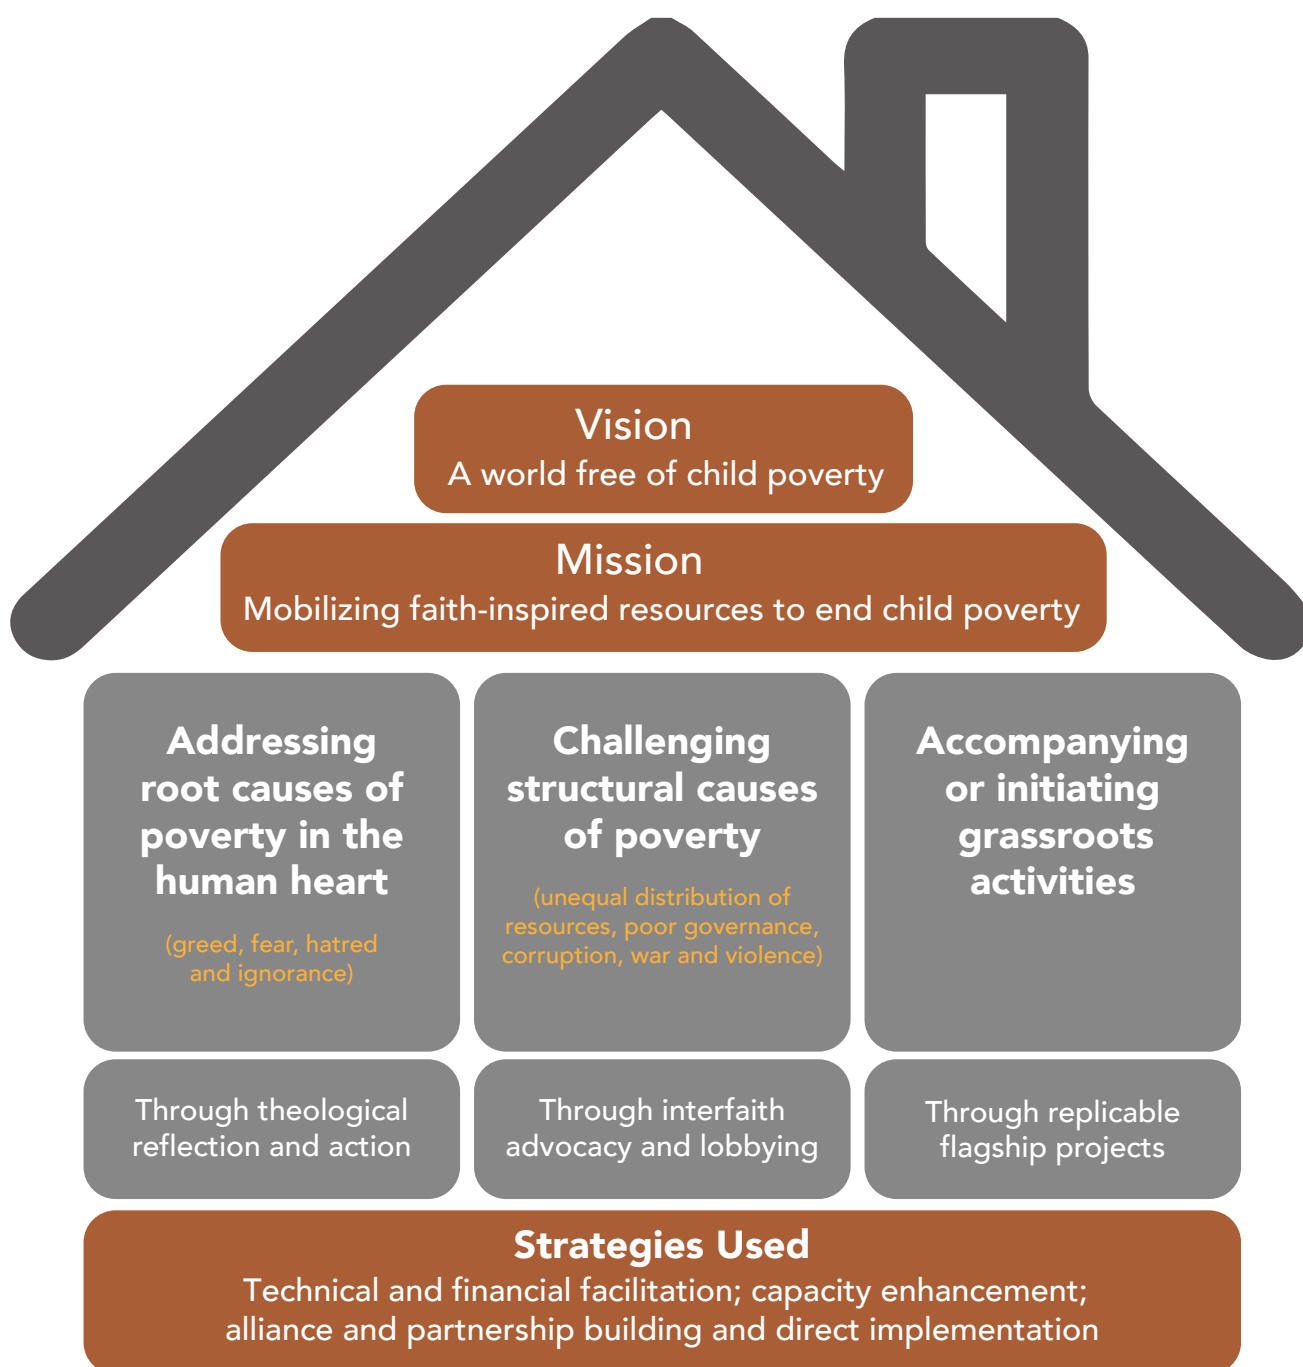 Vision
A world free of child poverty
Mission
Mobilizing faith-inspired resources to end child poverty
Addressing
root causes of
poverty in the
human heart
(greed, fear, hatred
and ignorance)
Challenging
structural causes
of poverty
(unequal distribution of
resources, poor governance,
corruption, war and violence)
Accompanying
or initiating
grassroots
activities
Through theological
reflection and action
Through interfaith
advocacy and lobbying
Through replicable
flagship projects
Strategies Used
Technical and financial facilitation; capacity enhancement;
alliance and partnership building and direct implementation